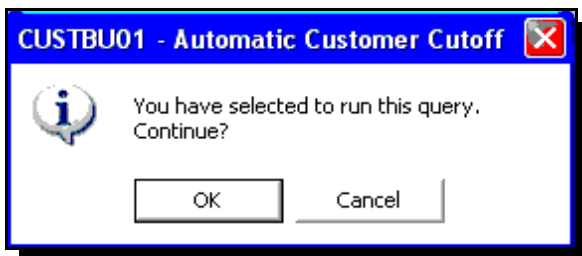 CUSTBU01 - Automatic Customer Cutoff
You have selected to run this query.
Continue?
OK
Cancel